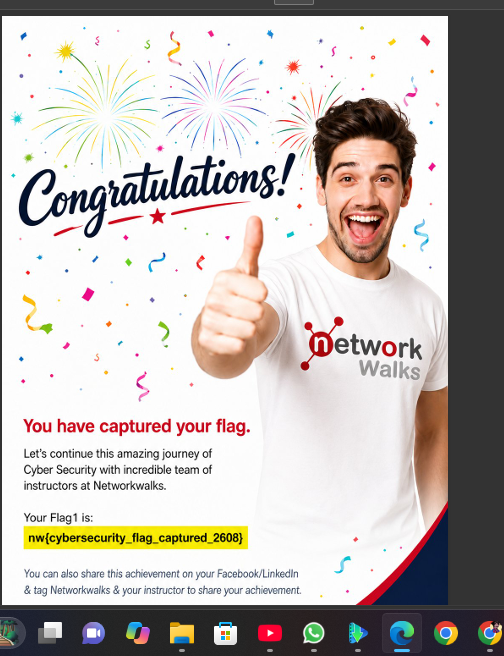 Congratulations!
network
Walks
You have captured your flag.
Let's continue this amazing journey of
Cyber Security with incredible team of
instructors at Networkwalks.
Your Flag1 is:
nw{cybersecurity_flag_captured_2608}
You can also share this achievement on your Facebook/LinkedIn
& tag Networkwalks & your instructor to share your achievement.